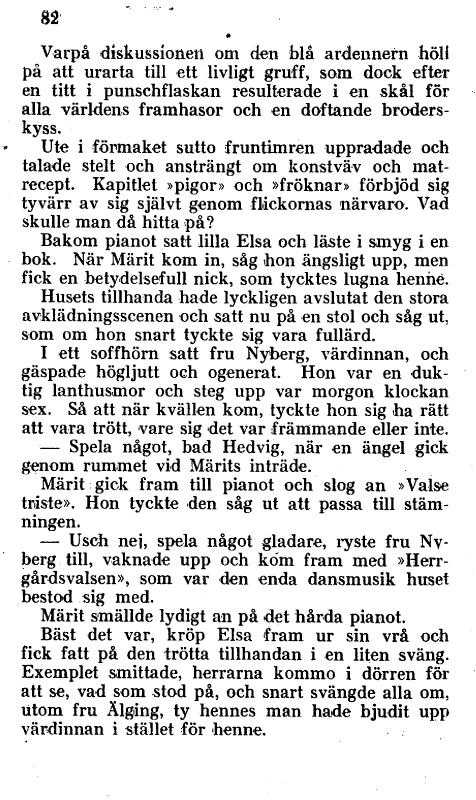 82
Varpå diskussionen om den blå ardennern höll
på att urarta till ett livligt gruff, som dock efter
en titt i punschflaskan resulterade i en skål för
alla världens framhasor och en doftande broders-
kyss.
Ute i förmaket sutto fruntimren uppradade och
talade stelt och ansträngt om konstväv och mat-
recept. Kapitlet »pigor» och »fröknar» förbjöd sig
tyvärr av sig självt genom flickornas närvaro. Vad
skulle man då hitta på?
Bakom pianot satt lilla Elsa och läste i smyg i en
bok. När Märit kom in, såg hon ängsligt upp, men
fick en betydelsefull nick, som tycktes lugna henne.
Husets tillhanda hade lyckligen avslutat den stora
avklädningsscenen och satt nu på en stol och såg ut,
som om hon snart tyckte sig vara fullärd.
I ett soffhörn satt fru Nyberg, värdinnan, och
gäspade högljutt och ogenerat. Hon var en duk-
tig lanthusmor och steg upp var morgon klockan
sex. Så att när kvällen kom, tyckte hon sig ha rätt
att vara trött, vare sig det var främmande eller inte.
— Spela något, bad Hedvig, när en ängel gick
genom rummet vid Märits inträde.
Märit gick fram till pianot och slog an »Valse
triste». Hon tyckte den såg ut att passa till stäm-
ningen.
— Usch nej, spela något gladare, ryste fru Ny-
berg till, vaknade upp och kom fram med »Herr-
gårdsvalsen», som var den enda dansmusik huset
bestod sig med.
Märit smällde lydigt an på det hårda pianot.
Bäst det var, kröp Elsa fram ur sin vrå och
fick fatt på den trötta tillhandan i en liten sväng.
Exemplet smittade, herrarna kommo i dörren för
att se, vad som stod på, och snart svängde alla om,
utom fru Älging, ty hennes man hade bjudit upp
värdinnan i stället för henne.